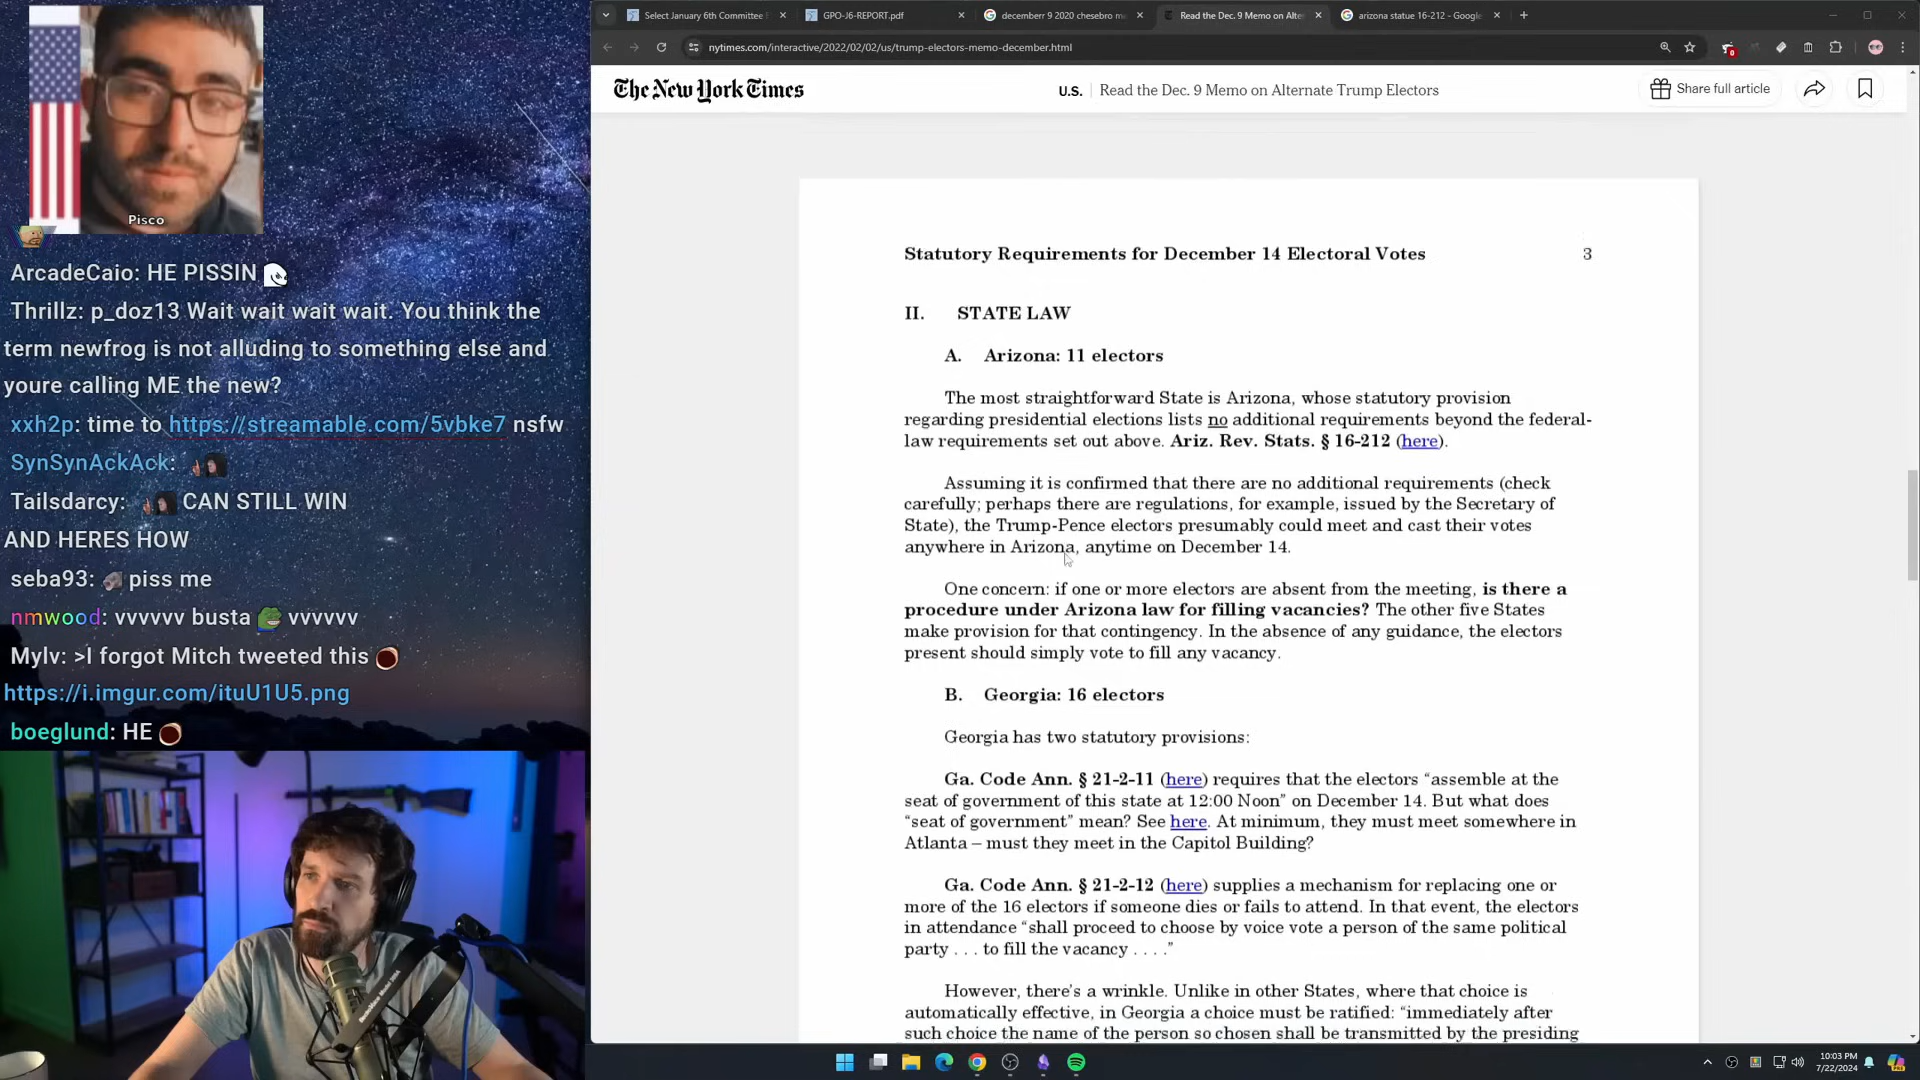 Select January 6th Committee F
GPO-J6-REPORT.pdf
decemberr 9 2020 chesebro me
Read the Dec. 9 Memo on Alter
arizona statue 16-212 - Google
nytimes.com/interactive/2022/02/02/us/trump-electors-memo-december.html
The New York Times
U.S.
Read the Dec. 9 Memo on Alternate Trump Electors
Share full article
Pisco
ArcadeCaio: HE PISSIN
Thrillz: p_doz13 Wait wait wait wait. You think the
term newfrog is not alluding to something else and
youre calling ME the new?
xxh2p: time to https://streamable.com/5vbke7 nsfw
SynSynAckAck:
Tailsdarcy: CAN STILL WIN
AND HERES HOW
seba93: piss me
nmwood: vvvvvv busta vvvvvv
Mylv: >I forgot Mitch tweeted this
https://i.imgur.com/ituU1U5.png
boeglund: HE
Statutory Requirements for December 14 Electoral Votes 3
II. STATE LAW
A. Arizona: 11 electors
The most straightforward State is Arizona, whose statutory provision
regarding presidential elections lists no additional requirements beyond the federal-
law requirements set out above. Ariz. Rev. Stats. § 16-212 (here).
Assuming it is confirmed that there are no additional requirements (check
carefully; perhaps there are regulations, for example, issued by the Secretary of
State), the Trump-Pence electors presumably could meet and cast their votes
anywhere in Arizona, anytime on December 14.
One concern: if one or more electors are absent from the meeting, is there a
procedure under Arizona law for filling vacancies? The other five States
make provision for that contingency. In the absence of any guidance, the electors
present should simply vote to fill any vacancy.
B. Georgia: 16 electors
Georgia has two statutory provisions:
Ga. Code Ann. § 21-2-11 (here) requires that the electors “assemble at the
seat of government of this state at 12:00 Noon” on December 14. But what does
“seat of government” mean? See here. At minimum, they must meet somewhere in
Atlanta – must they meet in the Capitol Building?
Ga. Code Ann. § 21-2-12 (here) supplies a mechanism for replacing one or
more of the 16 electors if someone dies or fails to attend. In that event, the electors
in attendance “shall proceed to choose by voice vote a person of the same political
party . . . to fill the vacancy . . . .”
However, there’s a wrinkle. Unlike in other States, where that choice is
automatically effective, in Georgia a choice must be ratified: “immediately after
such choice the name of the person so chosen shall be transmitted by the presiding
10:03 PM
7/22/2024